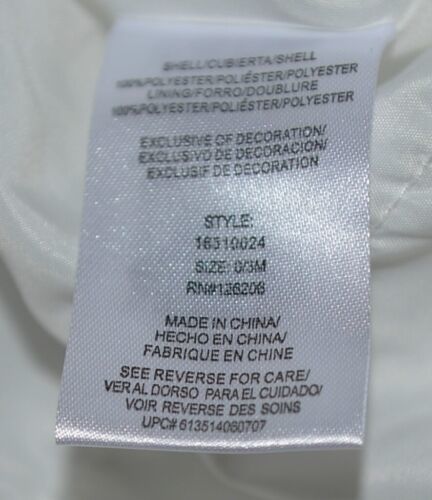 SHELL/CUBIERTA/SHELL
100%POLYESTER/POLIÉSTER/POLYESTER
LINING/FORRO/DOUBLURE
100%POLYESTER/POLIÉSTER/POLYESTER
EXCLUSIVE OF DECORATION/
EXCLUSIVO DE DECORACION/
EXCLUSIF DE DECORATION
STYLE:
16310024
SIZE: 0/3M
RN#136206
MADE IN CHINA/
HECHO EN CHINA/
FABRIQUE EN CHINE
SEE REVERSE FOR CARE/
VER AL DORSO PARA EL CUIDADO/
VOIR REVERSE DES SOINS
UPC# 613514060707